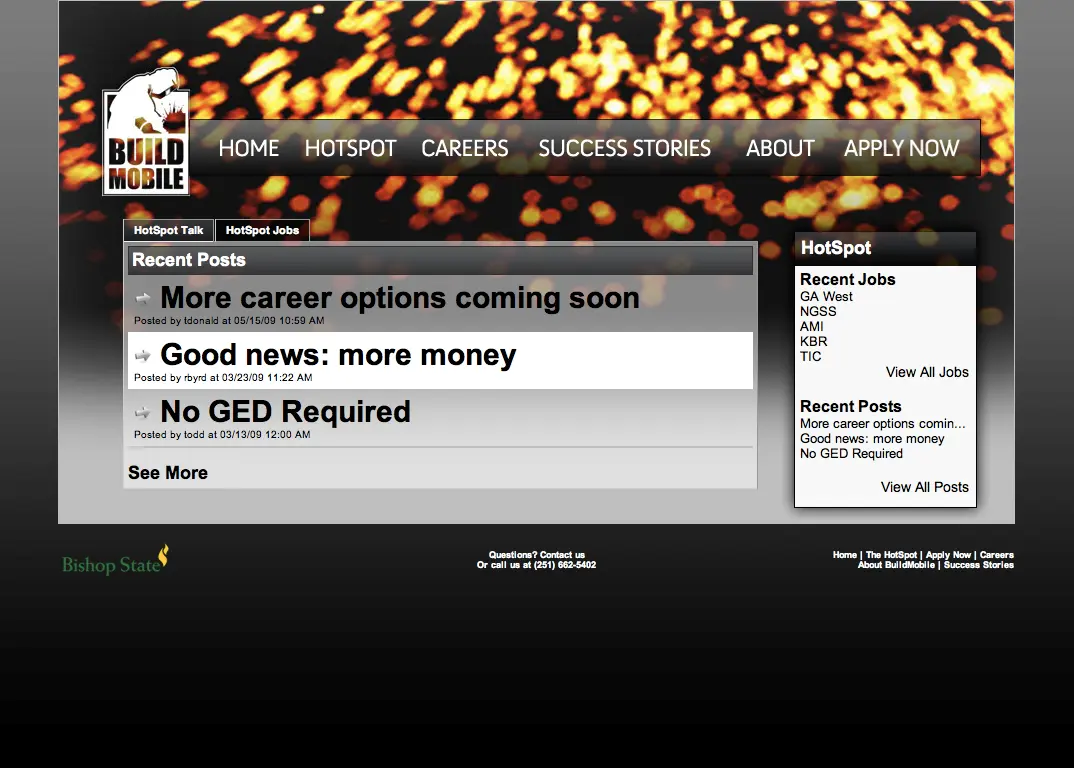 BUILD
MOBILE
HOME HOTSPOT CAREERS SUCCESS STORIES ABOUT APPLY NOW
HotSpot Talk HotSpot Jobs
Recent Posts
More career options coming soon
Posted by tdonald at 05/15/09 10:59 AM
Good news: more money
Posted by rbyrd at 03/23/09 11:22 AM
No GED Required
Posted by todd at 03/13/09 12:00 AM
See More
HotSpot
Recent Jobs
GA West
NGSS
AMI
KBR
TIC
View All Jobs
Recent Posts
More career options comin...
Good news: more money
No GED Required
View All Posts
Bishop State
Questions? Contact us
Or call us at (251) 662-5402
Home | The HotSpot | Apply Now | Careers
About BuildMobile | Success Stories